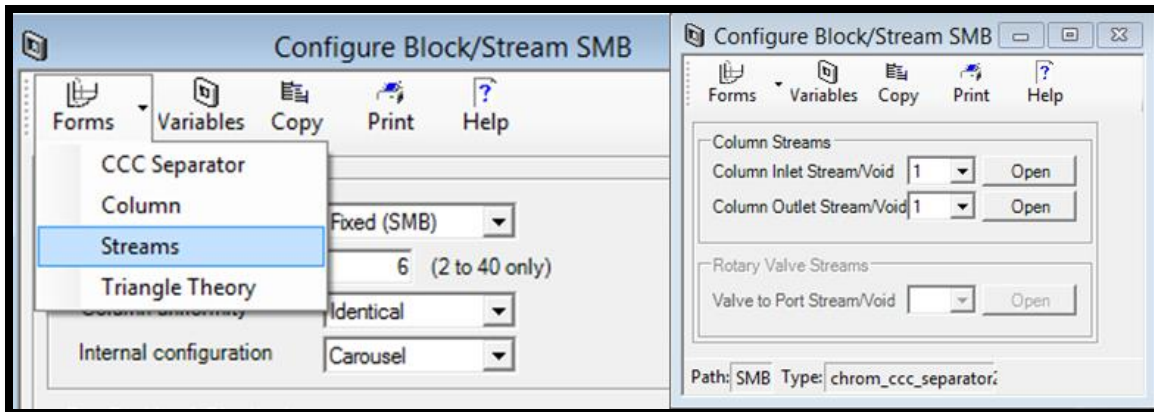 Configure Block/Stream SMB
Forms Variables Copy Print Help
CCC Separator
Column
Streams
Triangle Theory
Fixed (SMB)
6 (2 to 40 only)
Column uniformity Identical
Internal configuration Carousel
Configure Block/Stream SMB
Forms Variables Copy Print Help
Column Streams
Column Inlet Stream/Void 1 Open
Column Outlet Stream/Void 1 Open
Rotary Valve Streams
Valve to Port Stream/Void Open
Path: SMB Type: chrom_ccc_separator2